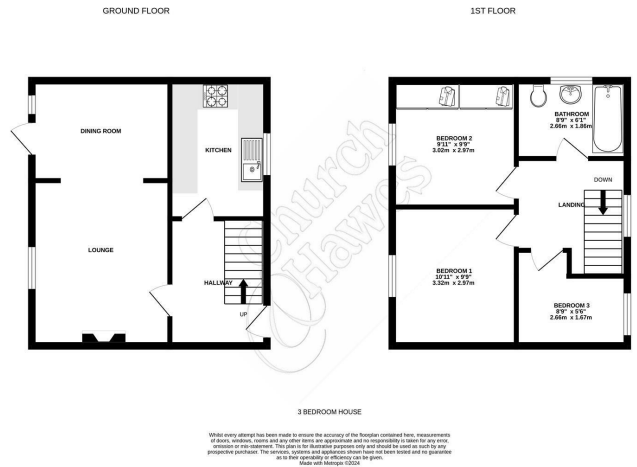 GROUND FLOOR
1ST FLOOR
DINING ROOM
KITCHEN
LOUNGE
HALLWAY
UP
BEDROOM 2
9'11" x 9'9"
3.02m x 2.97m
BATHROOM
8'9" x 6'1"
2.66m x 1.86m
DOWN
LANDING
BEDROOM 1
10'11" x 9'9"
3.32m x 2.97m
BEDROOM 3
8'9" x 5'6"
2.66m x 1.67m
Church
& Hawes
3 BEDROOM HOUSE
Whilst every attempt has been made to ensure the accuracy of the floorplan contained here, measurements
of doors, windows, rooms and any other items are approximate and no responsibility is taken for any error,
omission or mis-statement. This plan is for illustrative purposes only and should be used as such by any
prospective purchaser. The services, systems and appliances shown have not been tested and no guarantee
as to their operability or efficiency can be given.
Made with Metropix ©2024